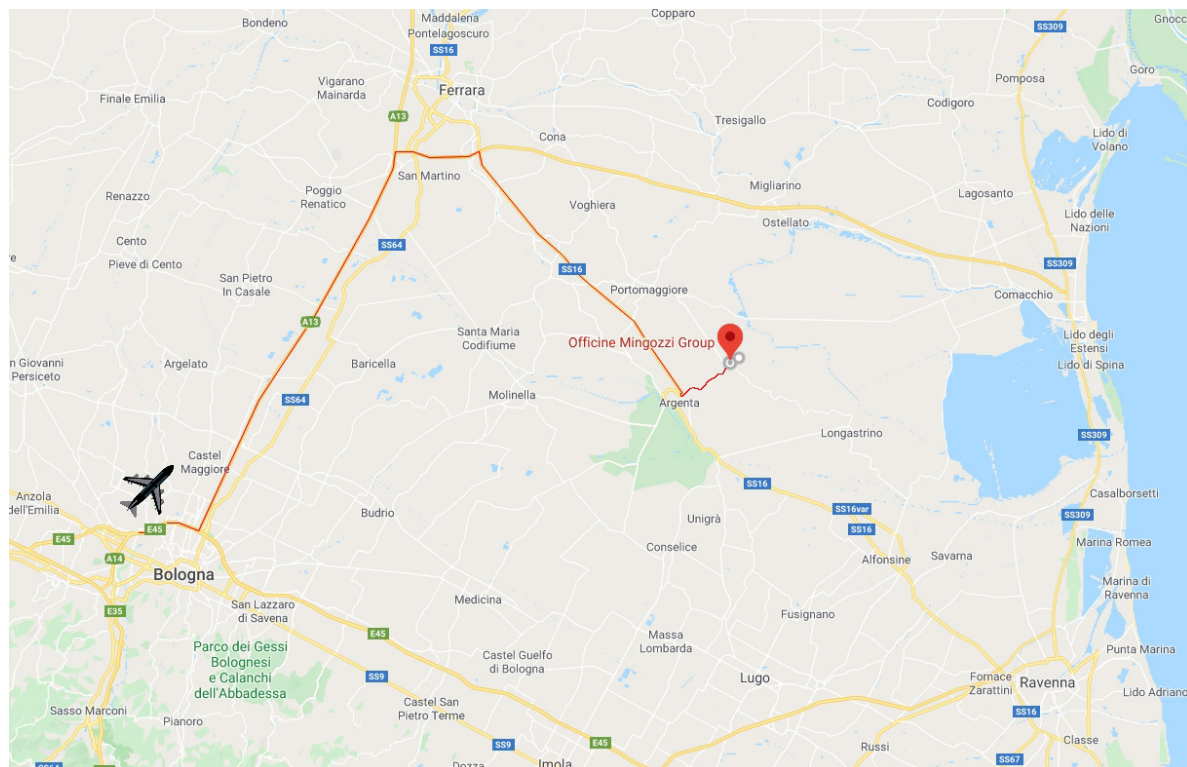 Bondeno
Maddalena
Pontelagoscuro
Copparo
SS309
Gnocc
SS16
Vigarano
Mainarda
Ferrara
Pomposa
Goro
Finale Emilia
Codigoro
A13
Tresigallo
Cona
Lido di
Volano
San Martino
Renazzo
Poggio
Renatico
Migliarino
Lagosanto
Voghiera
Ostellato
Lido delle
Nazioni
Cento
SS64
e
Pieve di Cento
SS16
SS309
San Pietro
In Casale
Portomaggiore
Comacchio
A13
Santa Maria
Codifiume
Officine Mingozzi Group
Lido degli
Estensi
n Giovanni
Persiceto
Argelato
Baricella
Lido di Spina
SS64
Molinella
Argenta
Longastrino
SS309
Castel
Maggiore
SS16
Anzola
dell'Emilia
Casalborsetti
Budrio
SS16var
SS309
Unigrà
E45
SS16
E45
Marina Romea
Conselice
A14
Alfonsine
Savarna
Bologna
Marina di
Ravenna
Medicina
E35
San Lazzaro
di Savena
Fusignano
E45
Massa
Lombarda
Parco dei Gessi
Bolognesi
e Calanchi
dell'Abbadessa
Castel Guelfo
di Bologna
Punta Marina
SS9
Lugo
Fornace
Zarattini
Ravenna
Lido Adriano
Sasso Marconi
Castel San
Pietro Terme
SS16
Pianoro
SS9
E45
Russi
Classe
SS67
SS64
Dozza
Imola